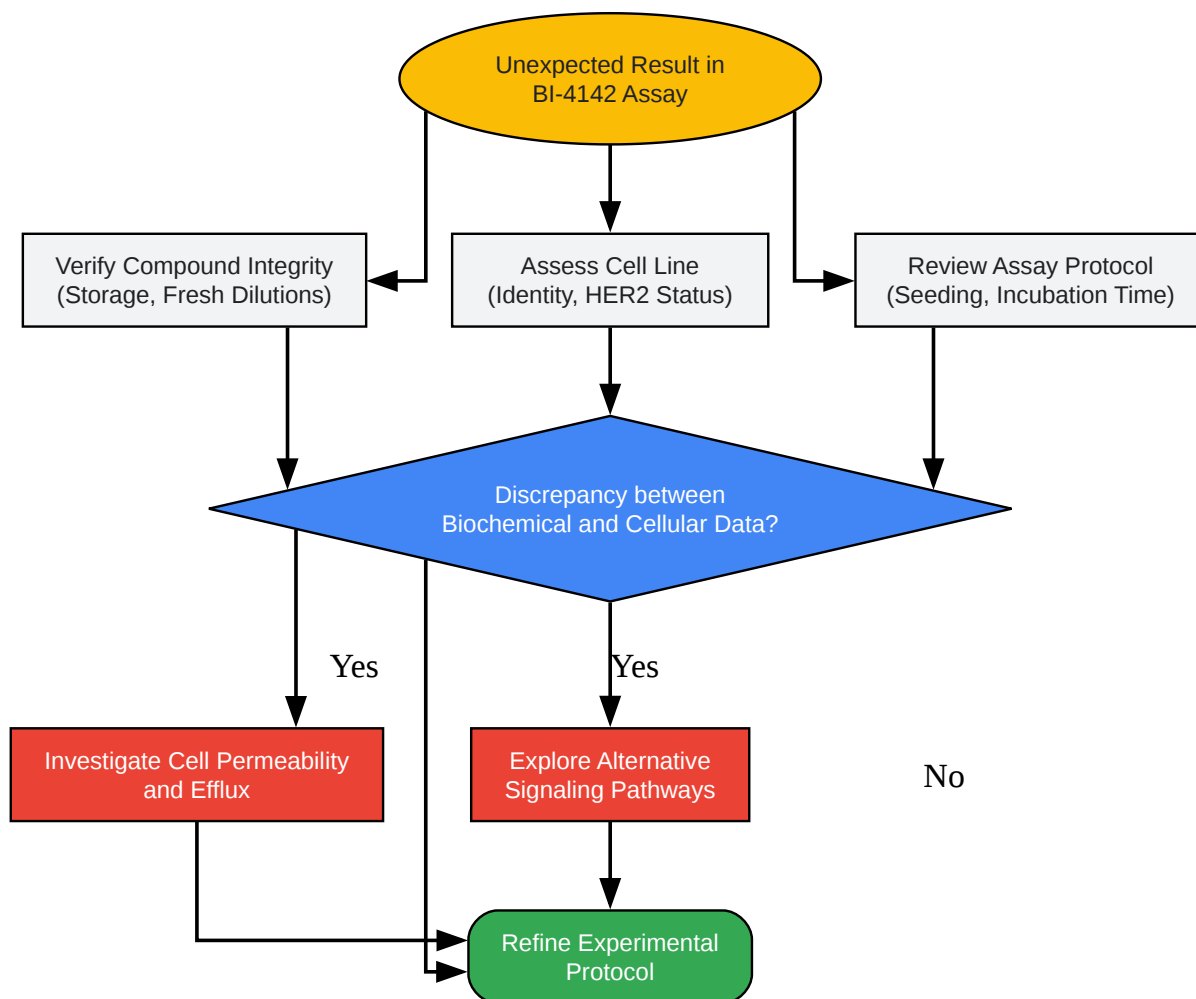 Unexpected Result in
BI-4142 Assay
Verify Compound Integrity
(Storage, Fresh Dilutions)
Assess Cell Line
(Identity, HER2 Status)
Review Assay Protocol
(Seeding, Incubation Time)
Discrepancy between
Biochemical and Cellular Data?
Yes
Yes
Investigate Cell Permeability
and Efflux
Explore Alternative
Signaling Pathways
No
Refine Experimental
Protocol